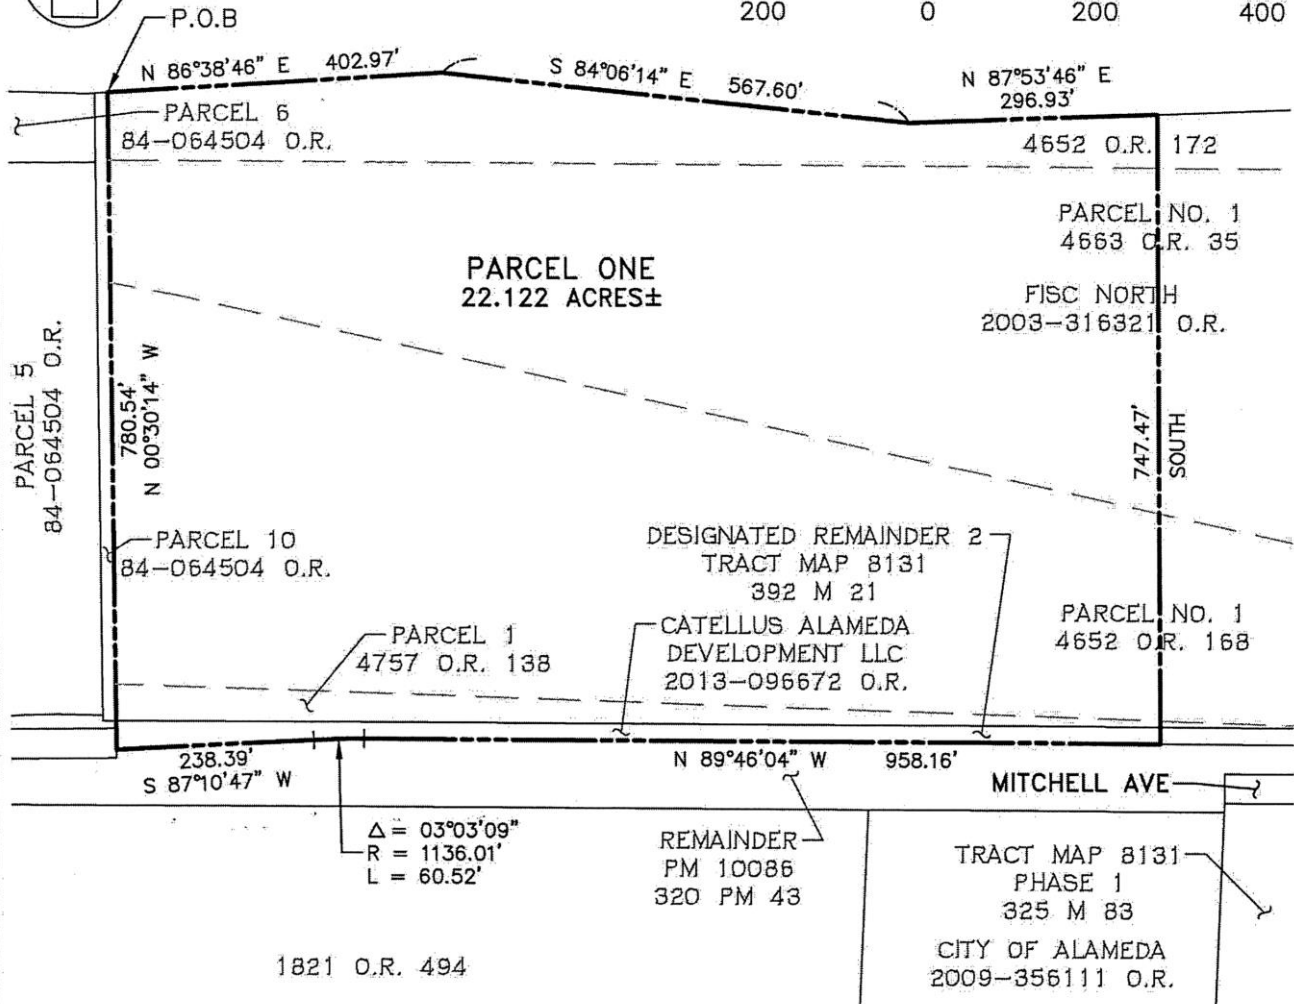 200 0 200 400
P.O.B
N 86°38'46" E 402.97'
S 84°06'14" E 567.60'
N 87°53'46" E
296.93'
PARCEL 6
84-064504 O.R.
4652 O.R. 172
PARCEL NO. 1
4663 O.R. 35
PARCEL ONE
22.122 ACRES±
FISC NORTH
2003-316321 O.R.
PARCEL 5
84-064504 O.R.
780.54'
N 00°30'14" W
747.47'
SOUTH
PARCEL 10
84-064504 O.R.
DESIGNATED REMAINDER 2
TRACT MAP 8131
392 M 21
PARCEL 1
4757 O.R. 138
CATELLUS ALAMEDA
DEVELOPMENT LLC
2013-096672 O.R.
PARCEL NO. 1
4652 O.R. 168
238.39'
S 87°10'47" W
N 89°46'04" W 958.16'
MITCHELL AVE
Δ = 03°03'09"
R = 1136.01'
L = 60.52'
REMAINDER
PM 10086
320 PM 43
TRACT MAP 8131
PHASE 1
325 M 83
CITY OF ALAMEDA
2009-356111 O.R.
1821 O.R. 494